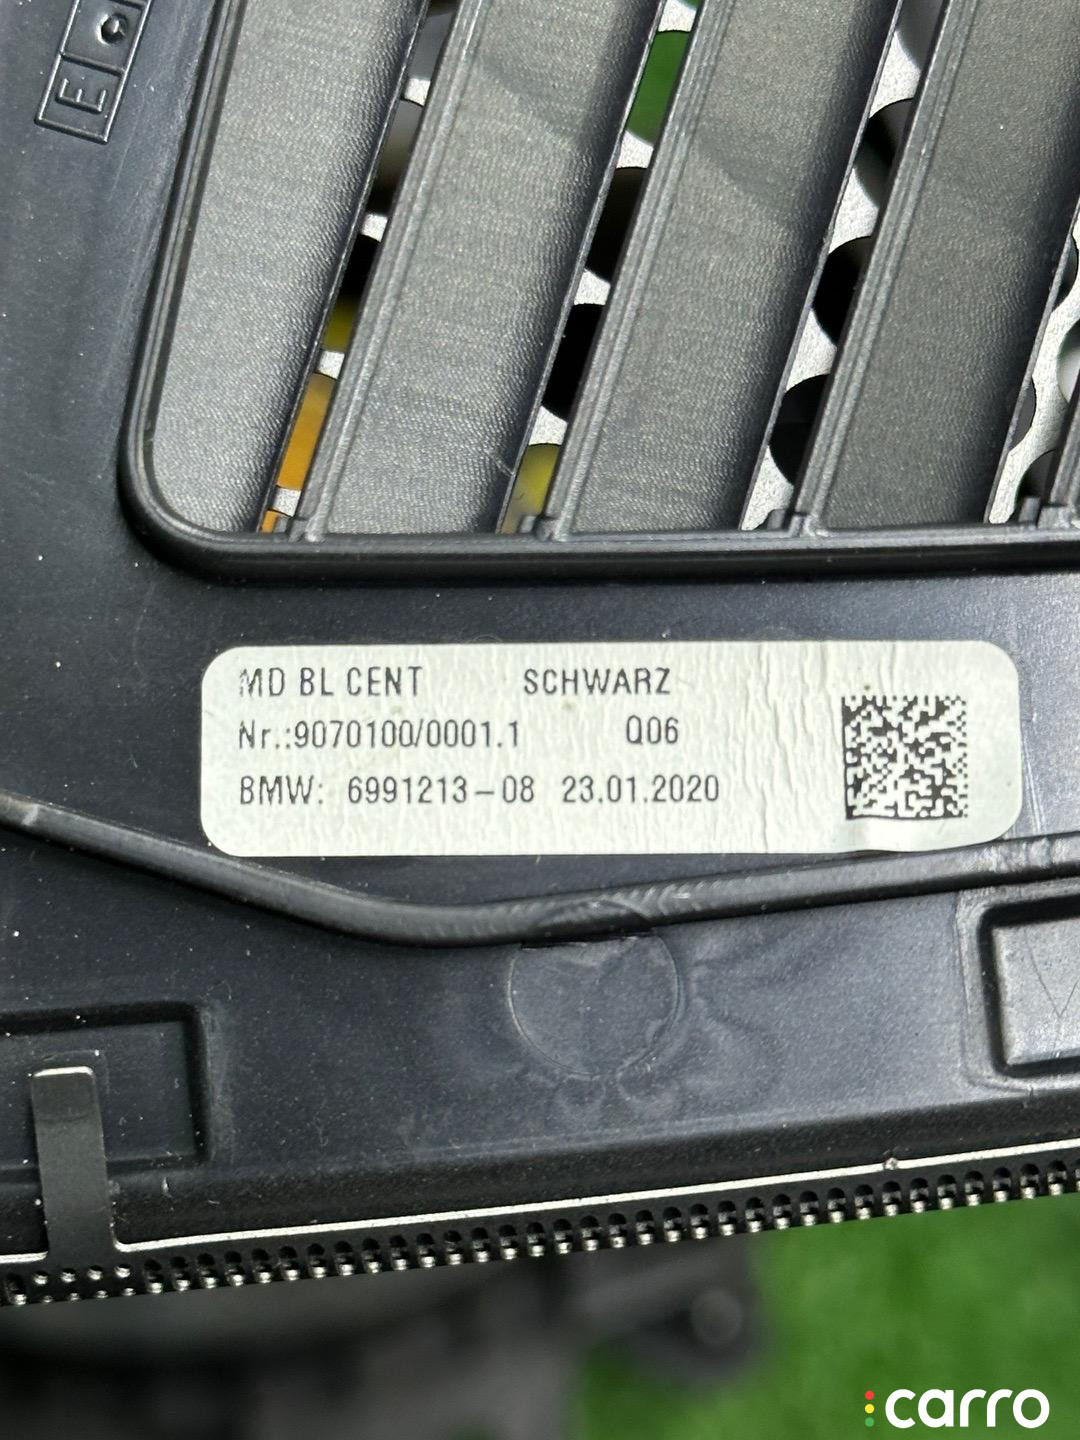 E
MD BL CENT SCHWARZ
Nr.:9070100/0001.1 Q06
BMW: 6991213-08 23.01.2020
carro